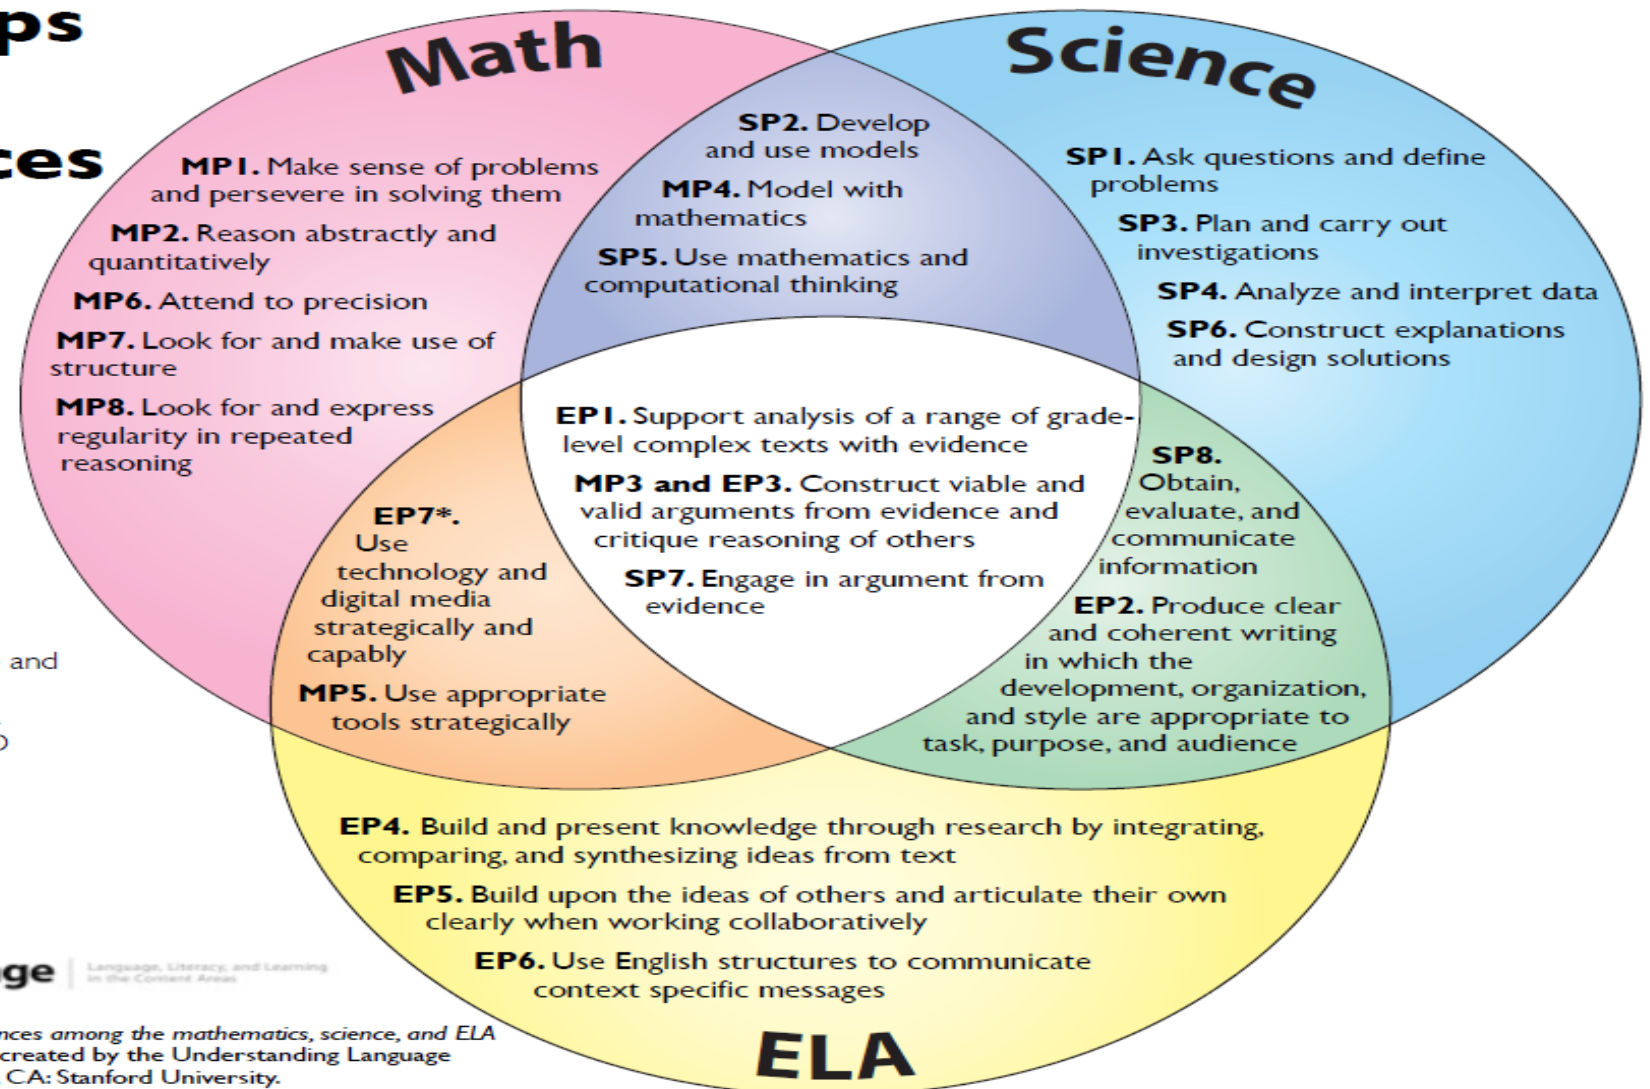 ps
ces
Math
MP1. Make sense of problems
and persevere in solving them
MP2. Reason abstractly and
quantitatively
MP6. Attend to precision
MP7. Look for and make use of
structure
MP8. Look for and express
regularity in repeated
reasoning
SP2. Develop
and use models
MP4. Model with
mathematics
SP5. Use mathematics and
computational thinking
Science
SP1. Ask questions and define
problems
SP3. Plan and carry out
investigations
SP4. Analyze and interpret data
SP6. Construct explanations
and design solutions
EP1. Support analysis of a range of grade-
level complex texts with evidence
MP3 and EP3. Construct viable and
valid arguments from evidence and
critique reasoning of others
SP7. Engage in argument from
evidence
EP7*.
Use
technology and
digital media
strategically and
capably
MP5. Use appropriate
tools strategically
SP8.
Obtain,
evaluate, and
communicate
information
EP2. Produce clear
and coherent writing
in which the
development, organization,
and style are appropriate to
task, purpose, and audience
EP4. Build and present knowledge through research by integrating,
comparing, and synthesizing ideas from text
EP5. Build upon the ideas of others and articulate their own
clearly when working collaboratively
EP6. Use English structures to communicate
context specific messages
ELA
and
ge
Language, Literacy, and Learning
in the Content Areas
nces among the mathematics, science, and ELA
created by the Understanding Language
CA: Stanford University.